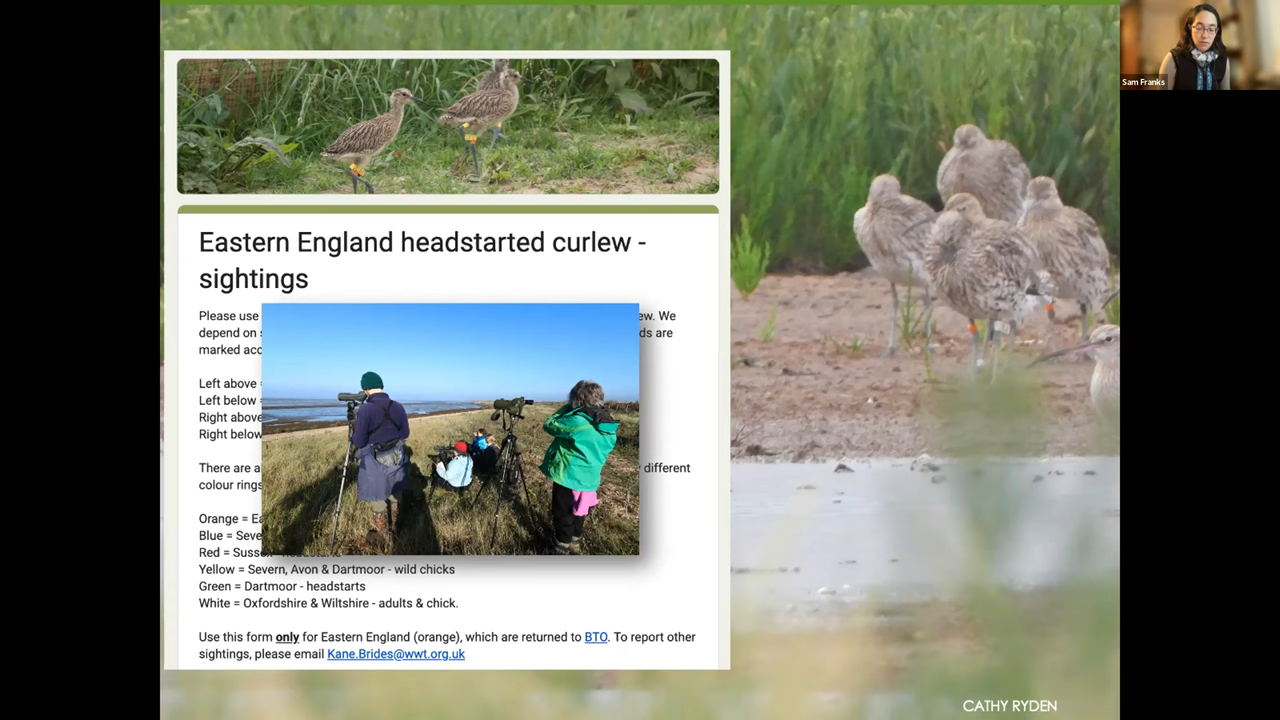 Sam Franks
Eastern England headstarted curlew -
sightings
Please use ew. We
depend on ds are
marked acc
Left above
Left below
Right above
Right below
There are a different
colour rings
Orange = Ea
Blue = Seve
Red = Susse
Yellow = Severn, Avon & Dartmoor - wild chicks
Green = Dartmoor - headstarts
White = Oxfordshire & Wiltshire - adults & chick.
Use this form only for Eastern England (orange), which are returned to BTO. To report other
sightings, please email Kane.Brides@wwt.org.uk
CATHY RYDEN